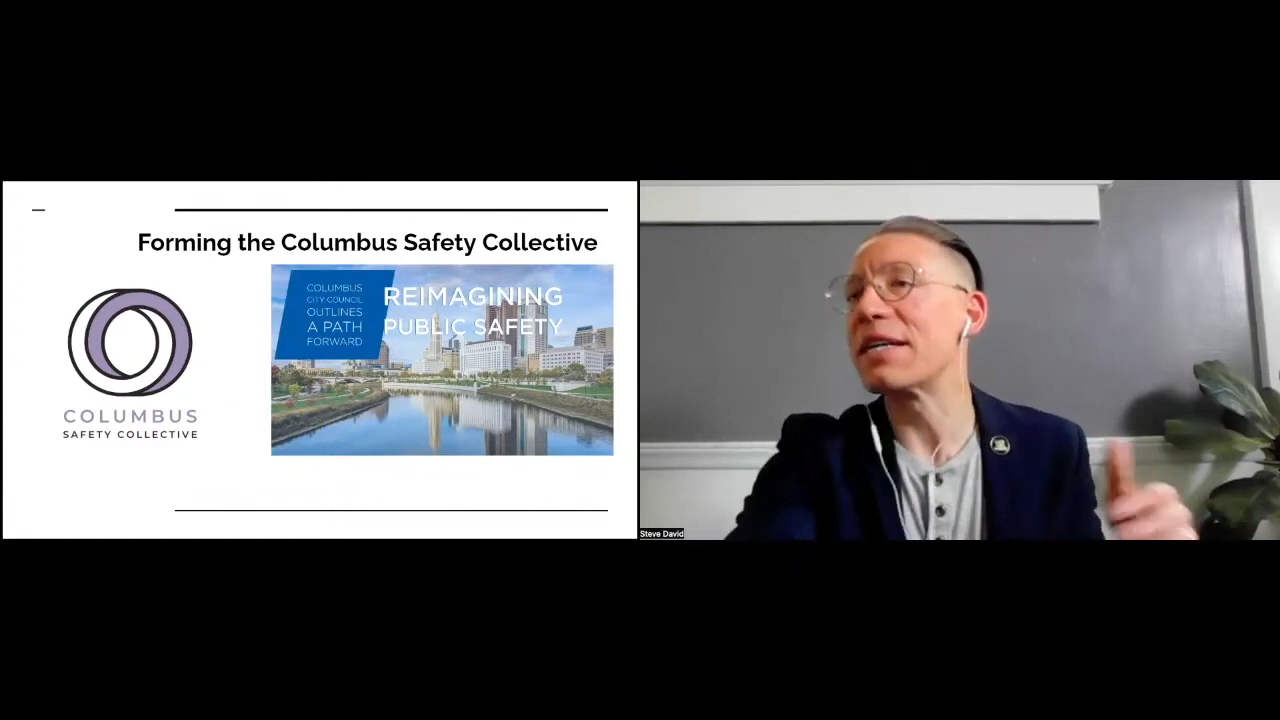 Forming the Columbus Safety Collective
COLUMBUS
SAFETY COLLECTIVE
COLUMBUS
CITY COUNCIL
OUTLINES
A PATH
FORWARD
REIMAGINING
PUBLIC SAFETY
Steve David